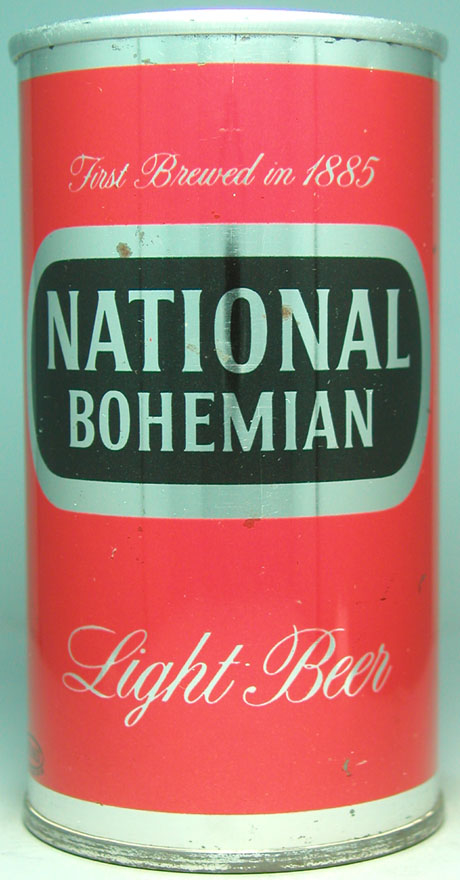 First Brewed in 1885
NATIONAL
BOHEMIAN
Light Beer